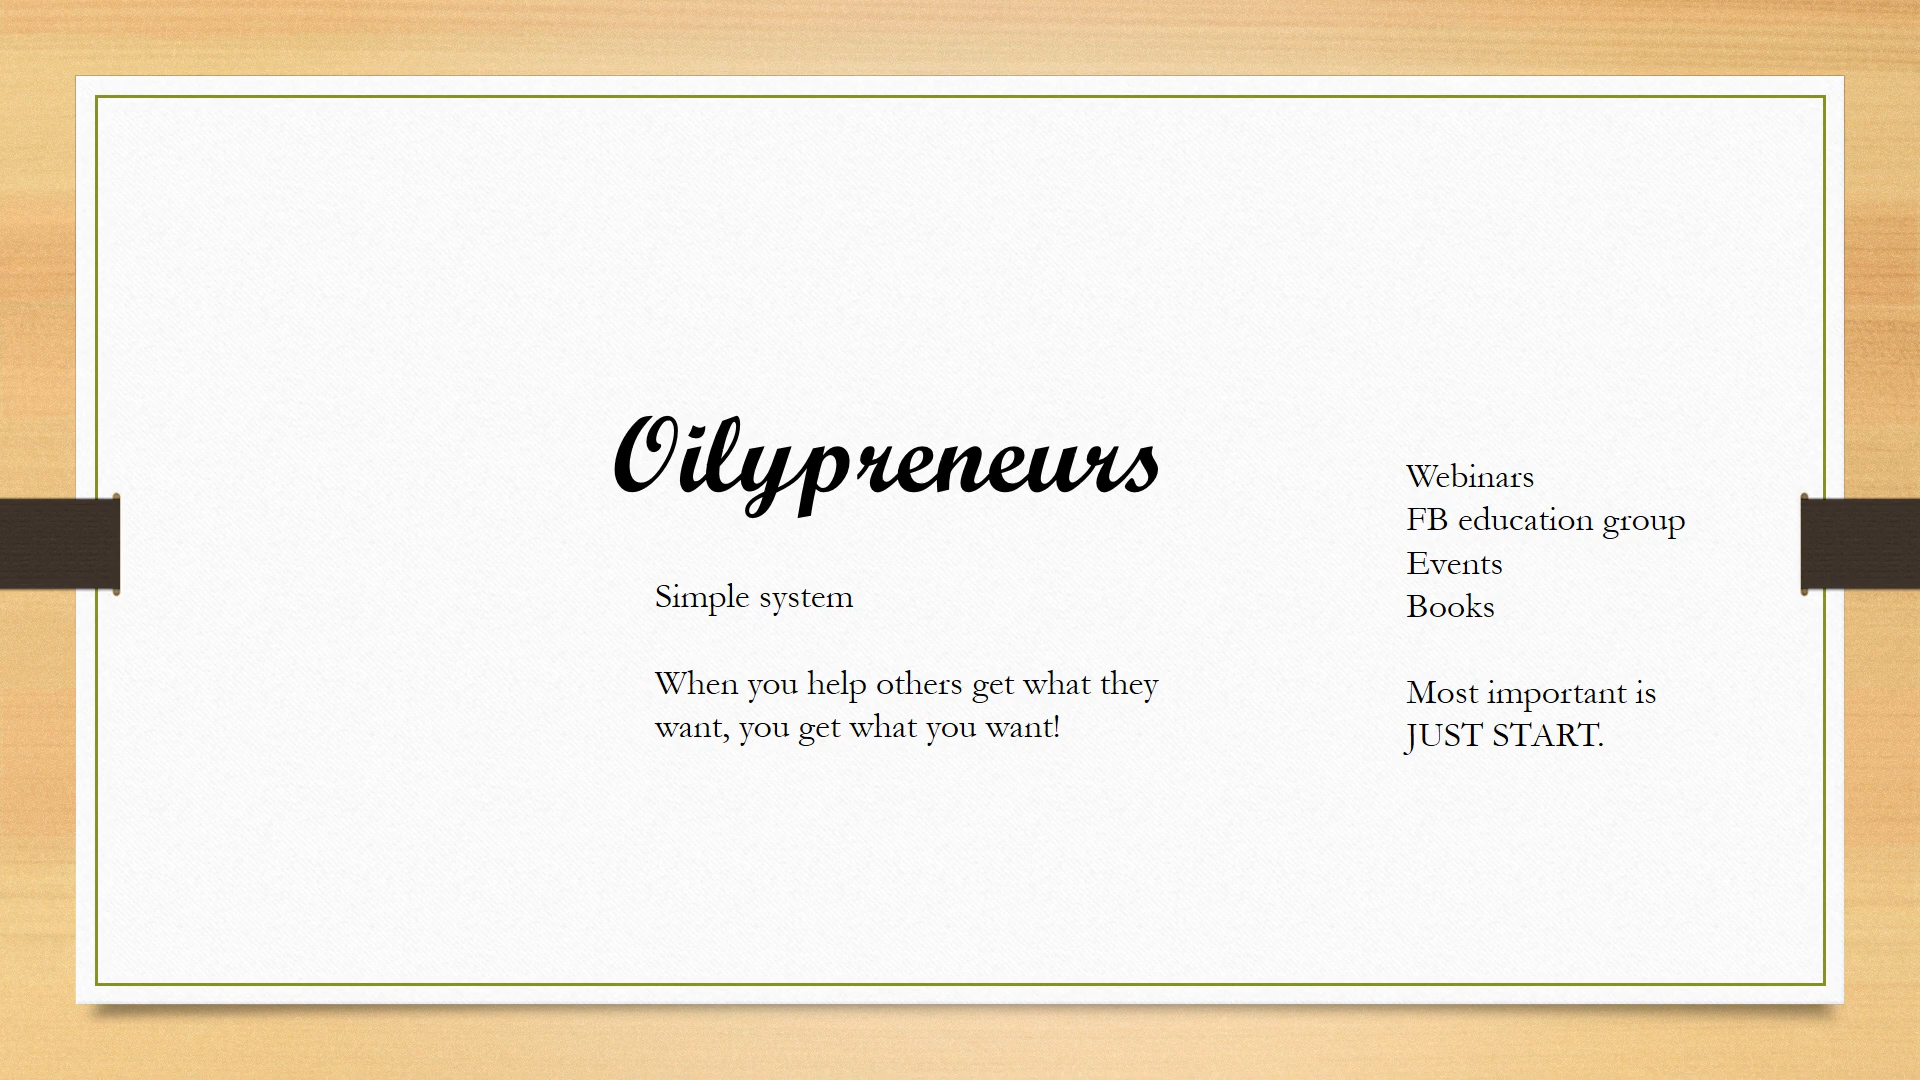 Oilypreneurs
Simple system
When you help others get what they
want, you get what you want!
Webinars
FB education group
Events
Books
Most important is
JUST START.